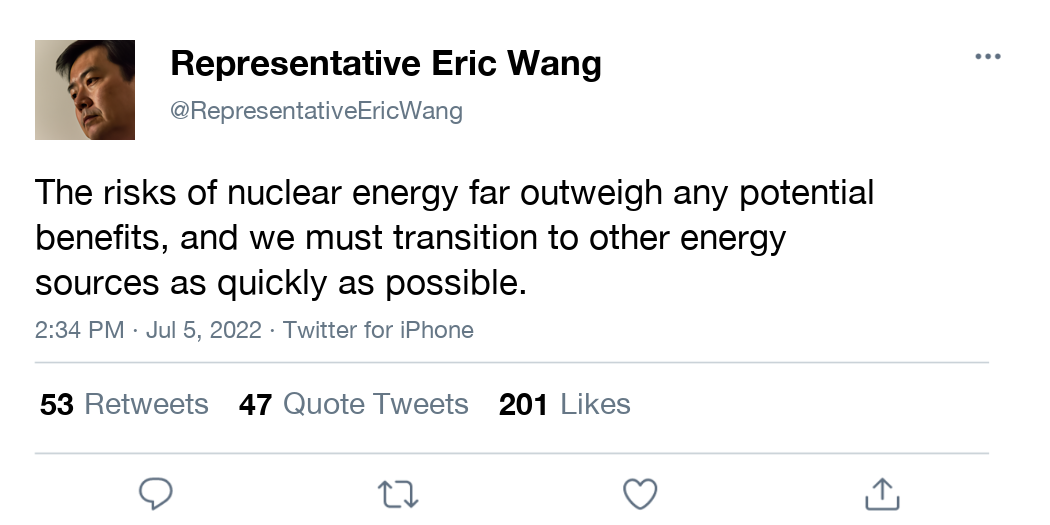 Representative Eric Wang
@RepresentativeEricWang
The risks of nuclear energy far outweigh any potential
benefits, and we must transition to other energy
sources as quickly as possible.
2:34 PM · Jul 5, 2022 · Twitter for iPhone
53 Retweets 47 Quote Tweets 201 Likes